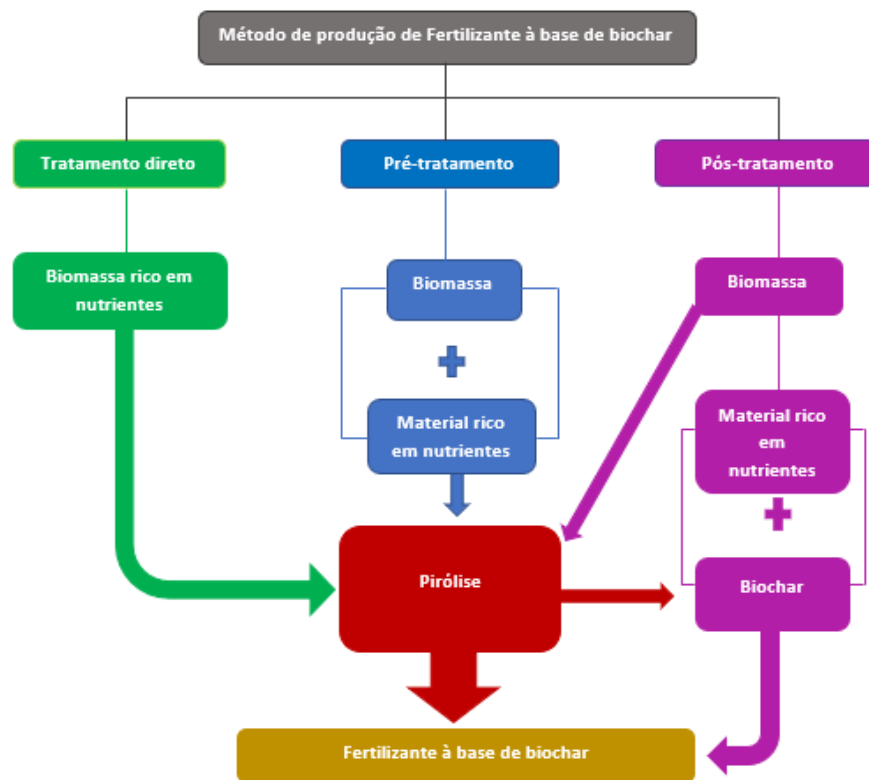 Método de produção de Fertilizante à base de biochar
Tratamento direto
Pré-tratamento
Pós-tratamento
Biomassa rico em
nutrientes
Biomassa
Biomassa
Material rico
em nutrientes
Material rico
em
nutrientes
Pirólise
Biochar
Fertilizante à base de biochar